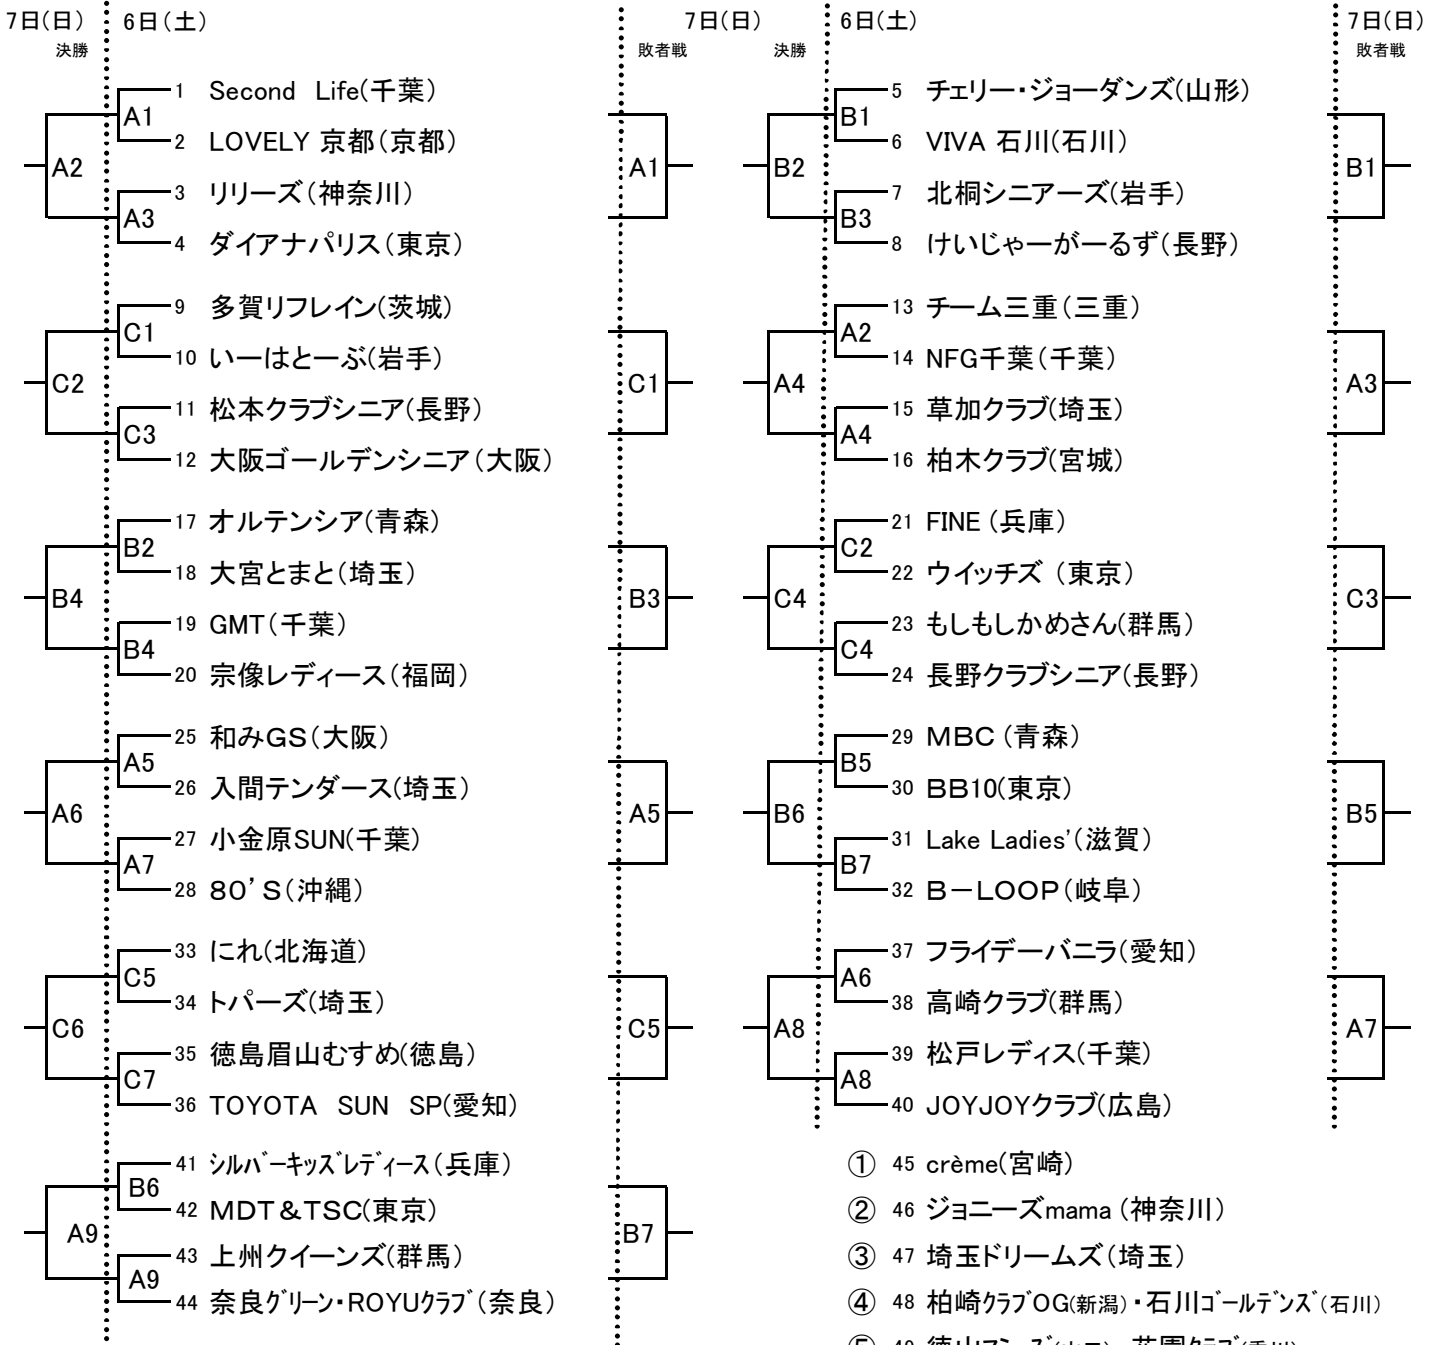 7日(日) 6日(土) 7日(日) 6日(土) 7日(日)
決勝 敗者戦 決勝 敗者戦
1 Second Life(千葉)
A1
2 LOVELY 京都(京都)
A2 A1
3 リリーズ(神奈川)
A3
4 ダイアナパリス(東京)
9 多賀リフレイン(茨城)
C1
10 いーはとーぶ(岩手)
C2 C1
11 松本クラブシニア(長野)
C3
12 大阪ゴールデンシニア(大阪)
17 オルテンシア(青森)
B2
18 大宮とまと(埼玉)
B4 B3
19 GMT(千葉)
B4
20 宗像レディース(福岡)
25 和みGS(大阪)
A5
26 入間テンダース(埼玉)
A6 A5
27 小金原SUN(千葉)
A7
28 80'S(沖縄)
33 にれ(北海道)
C5
34 トパーズ(埼玉)
C6 C5
35 徳島眉山むすめ(徳島)
C7
36 TOYOTA SUN SP(愛知)
41 シルバーキッズレディース(兵庫)
B6
42 MDT&TSC(東京)
A9 B7
43 上州クイーンズ(群馬)
A9
44 奈良グリーン・ROYUクラブ(奈良)
5 チェリー・ジョーダンズ(山形)
B1
6 VIVA 石川(石川)
B2 B1
7 北桐シニアーズ(岩手)
B3
8 けいじゃーがーるず(長野)
13 チーム三重(三重)
A2
14 NFG千葉(千葉)
A4 A3
15 草加クラブ(埼玉)
A4
16 柏木クラブ(宮城)
21 FINE(兵庫)
C2
22 ウイッチズ (東京)
C4 C3
23 もしもしかめさん(群馬)
C4
24 長野クラブシニア(長野)
29 MBC(青森)
B5
30 BB10(東京)
B6 B5
31 Lake Ladies'(滋賀)
B7
32 B-LOOP(岐阜)
37 フライデーバニラ(愛知)
A6
38 高崎クラブ(群馬)
A8 A7
39 松戸レディス(千葉)
A8
40 JOYJOYクラブ(広島)
① 45 crème(宮崎)
② 46 ジョニーズmama(神奈川)
③ 47 埼玉ドリームズ(埼玉)
④ 48 柏崎クラブOG(新潟)・石川ゴールデンズ(石川)